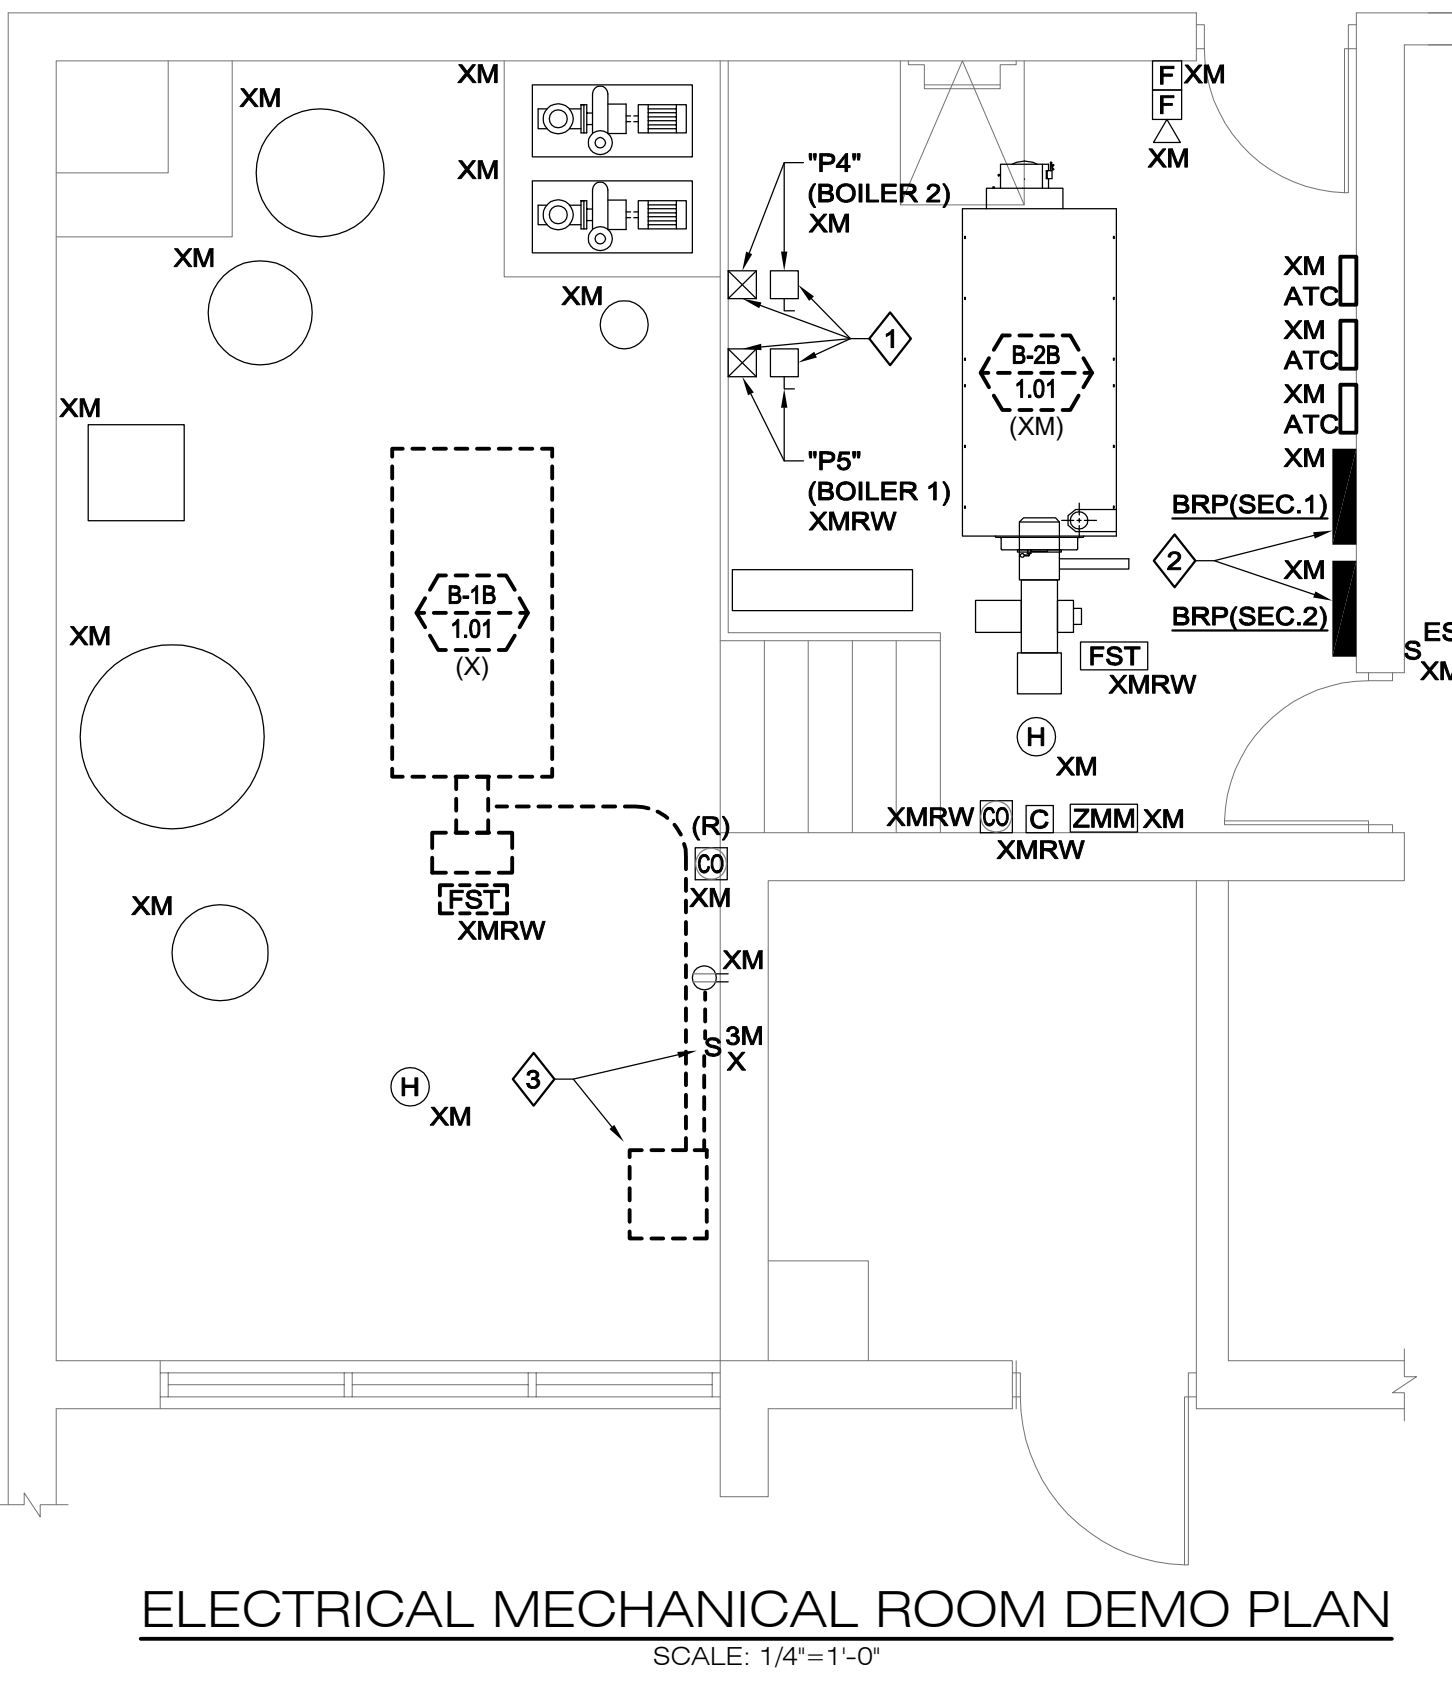 XM
F XM
F
XM
XM
XM
"P4"
(BOILER 2)
XM
XM
XM
1
XM
ATC
XM
ATC
XM
ATC
B-2B
1.01
(XM)
XM
"P5"
(BOILER 1)
XMRW
XM
BRP(SEC.1)
2
XM
BRP(SEC.2)
B-1B
1.01
(X)
XM
FST
XMRW
S
XM
H
XM
XMRW CO C ZMM XM
XMRW
(R)
CO
XM
FST
XMRW
XM
XM
S 3M
X
3
H
XM
ELECTRICAL MECHANICAL ROOM DEMO PLAN
SCALE: 1/4"=1'-0"